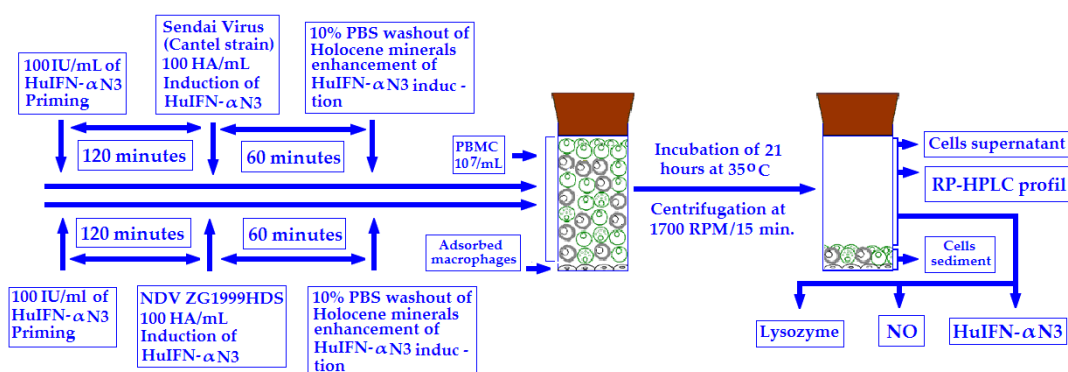 100 IU/mL of
HuIFN-αN3
Priming
Sendai Virus
(Cantel strain)
100 HA/mL
Induction of
HuIFN-αN3
10% PBS washout of
Holocene minerals
enhancement of
HuIFN-αN3 induc -
tion
120 minutes
60 minutes
120 minutes
60 minutes
100 IU/ml of
HuIFN-αN3
Priming
NDV ZG1999HDS
100 HA/mL
Induction of
HuIFN-αN3
10% PBS washout of
Holocene minerals
enhancement of
HuIFN-αN3 induc -
tion
PBMC
10⁷/mL
Adsorbed
macrophages
Incubation of 21
hours at 35º C
Centrifugation at
1700 RPM/15 min.
Cells supernatant
RP-HPLC profil
Cells
sediment
Lysozyme
NO
HuIFN-αN3